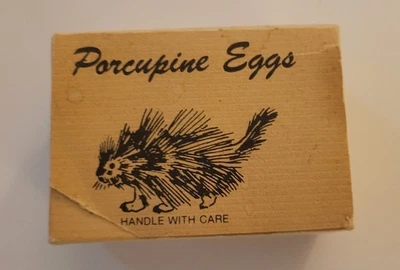 Porcupine Eggs
HANDLE WITH CARE